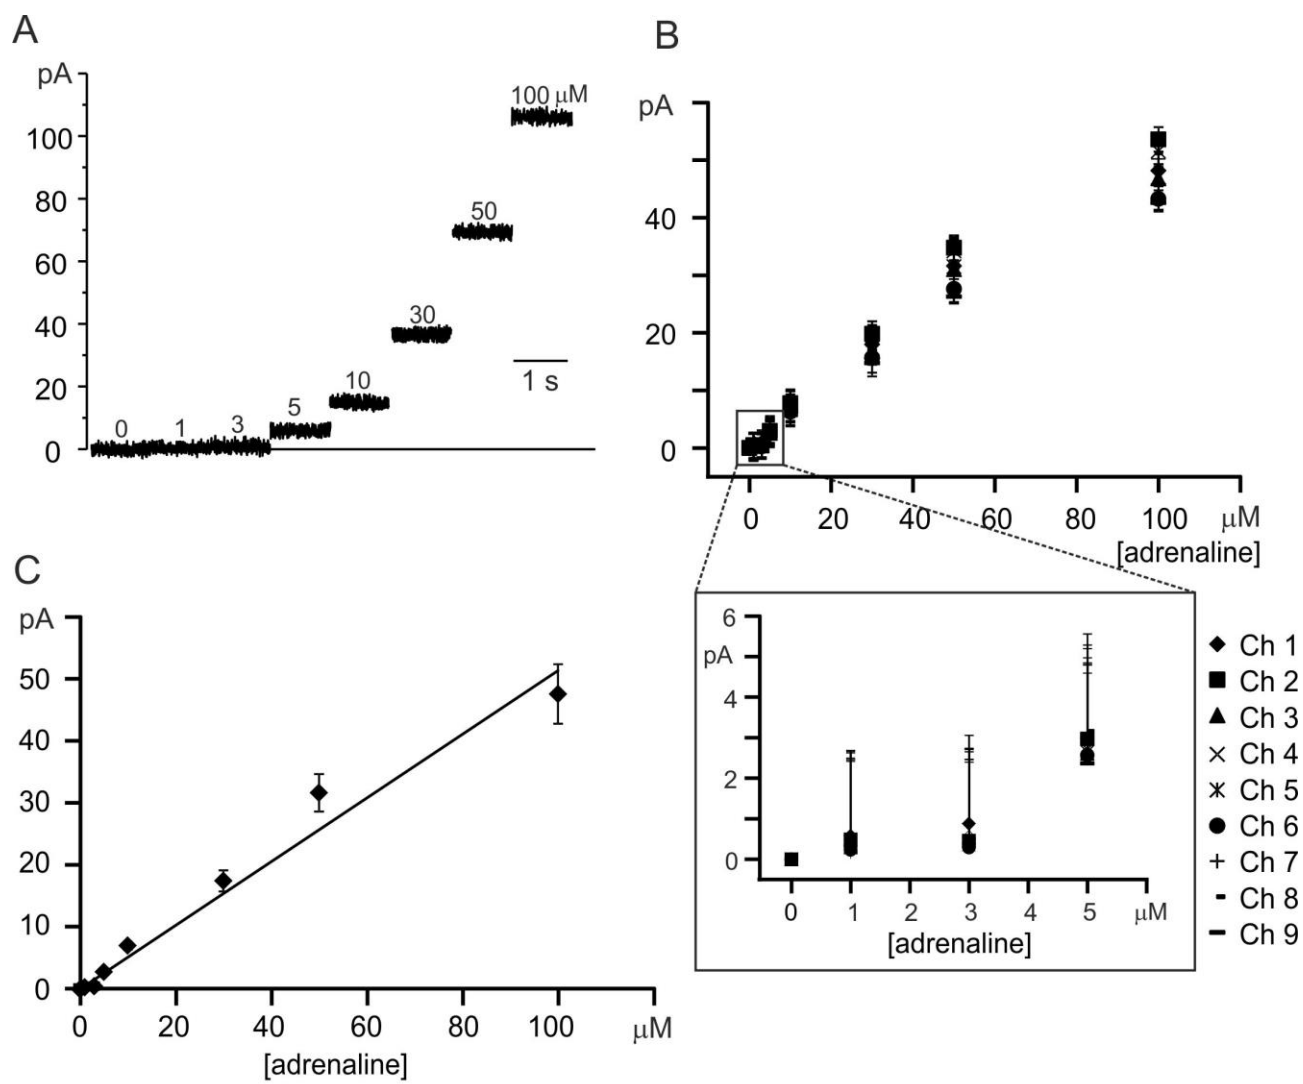 A
pA
100
80
60
40
20
0
0
1
3
5
10
30
50
100 μM
1 s
B
pA
40
20
0
0 20 40 60 80 100 μM
[adrenaline]
6
pA
4
2
0
0 1 2 3 4 5 μM
[adrenaline]
Ch 1
Ch 2
Ch 3
Ch 4
Ch 5
Ch 6
Ch 7
Ch 8
Ch 9
C
pA
50
40
30
20
10
0
0 20 40 60 80 100 μM
[adrenaline]